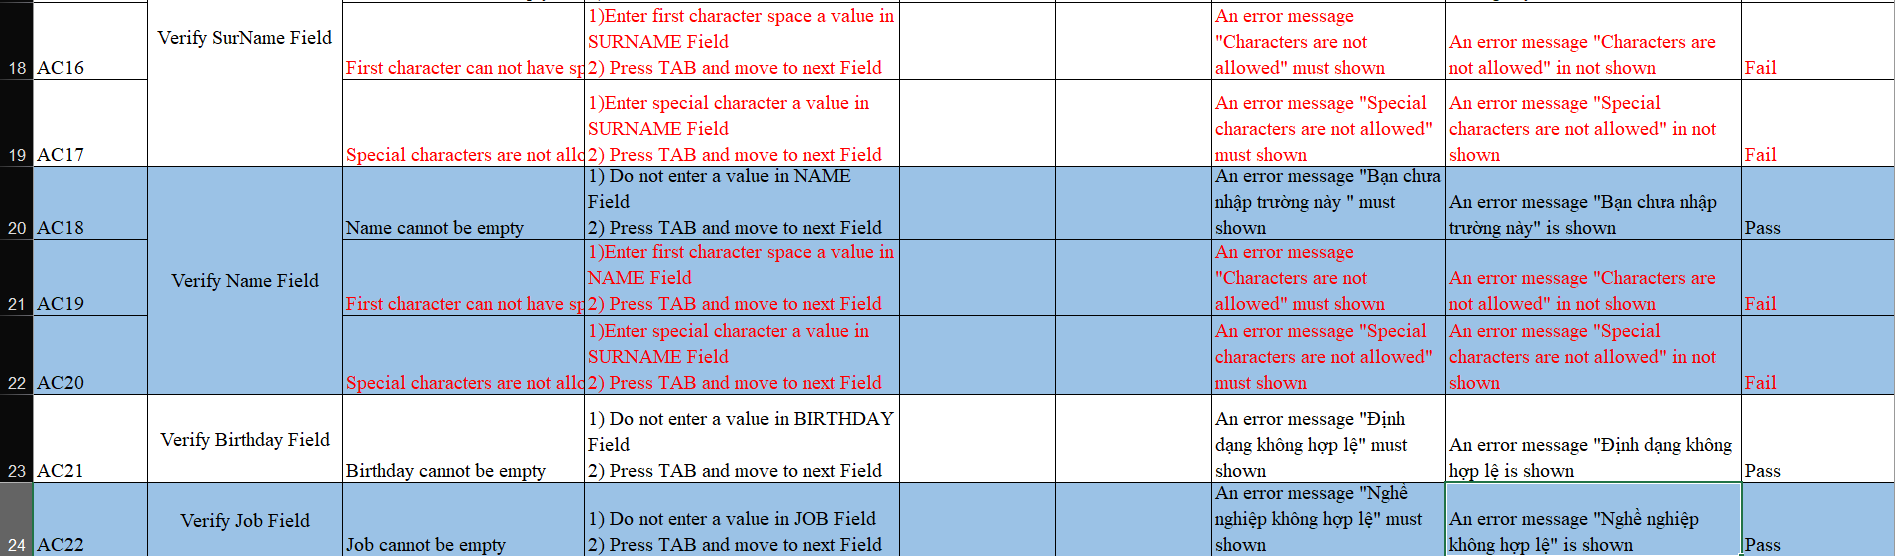 18
AC16
Verify SurName Field
First character can not have sp
1)Enter first character space a value in
SURNAME Field
2) Press TAB and move to next Field
An error message
"Characters are not
allowed" must shown
An error message "Characters are
not allowed" in not shown
Fail
19
AC17
Special characters are not allo
1)Enter special character a value in
SURNAME Field
2) Press TAB and move to next Field
An error message "Special
characters are not allowed"
must shown
An error message "Special
characters are not allowed" in not
shown
Fail
20
AC18
Name cannot be empty
1) Do not enter a value in NAME
Field
2) Press TAB and move to next Field
An error message "Bạn chưa
nhập trường này " must
shown
An error message "Bạn chưa nhập
trường này" is shown
Pass
21
AC19
Verify Name Field
First character can not have sp
1)Enter first character space a value in
NAME Field
2) Press TAB and move to next Field
An error message
"Characters are not
allowed" must shown
An error message "Characters are
not allowed" in not shown
Fail
22
AC20
Special characters are not allo
1)Enter special character a value in
SURNAME Field
2) Press TAB and move to next Field
An error message "Special
characters are not allowed"
must shown
An error message "Special
characters are not allowed" in not
shown
Fail
23
AC21
Verify Birthday Field
Birthday cannot be empty
1) Do not enter a value in BIRTHDAY
Field
2) Press TAB and move to next Field
An error message "Định
dạng không hợp lệ" must
shown
An error message "Định dạng không
hợp lệ is shown
Pass
24
AC22
Verify Job Field
Job cannot be empty
1) Do not enter a value in JOB Field
2) Press TAB and move to next Field
An error message "Nghề
nghiệp không hợp lệ" must
shown
An error message "Nghề nghiệp
không hợp lệ" is shown
Pass